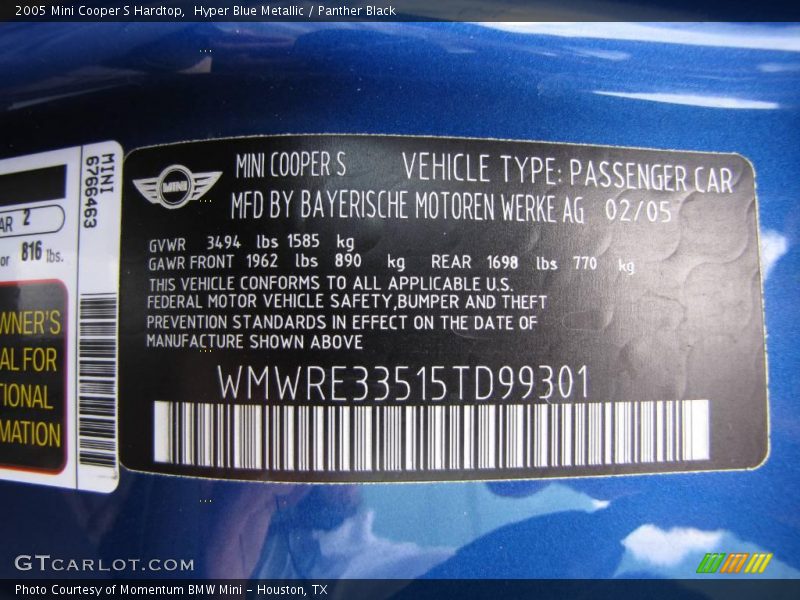 2005 Mini Cooper S Hardtop,  Hyper Blue Metallic / Panther Black
MINI
6766463
AR 2
or 816 lbs.
WNER'S
AL FOR
TIONAL
MATION
MINI
MINI COOPER S VEHICLE TYPE: PASSENGER CAR
MFD BY BAYERISCHE MOTOREN WERKE AG 02/05
GVWR 3494 lbs 1585 kg
GAWR FRONT 1962 lbs 890 kg REAR 1698 lbs 770 kg
THIS VEHICLE CONFORMS TO ALL APPLICABLE U.S.
FEDERAL MOTOR VEHICLE SAFETY,BUMPER AND THEFT
PREVENTION STANDARDS IN EFFECT ON THE DATE OF
MANUFACTURE SHOWN ABOVE
WMWRE33515TD99301
GTCARLOT.COM
Photo Courtesy of Momentum BMW Mini - Houston, TX